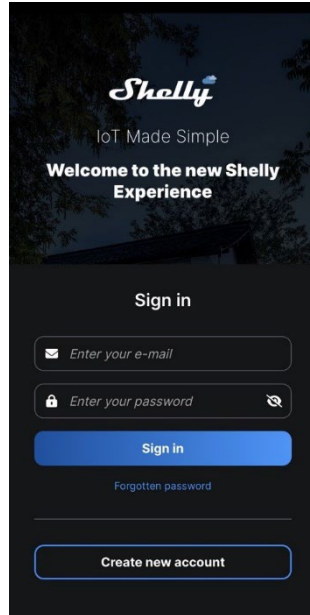 Shelly
IoT Made Simple
Welcome to the new Shelly
Experience
Sign in
Enter your e-mail
Enter your password
Sign in
Forgotten password
Create new account